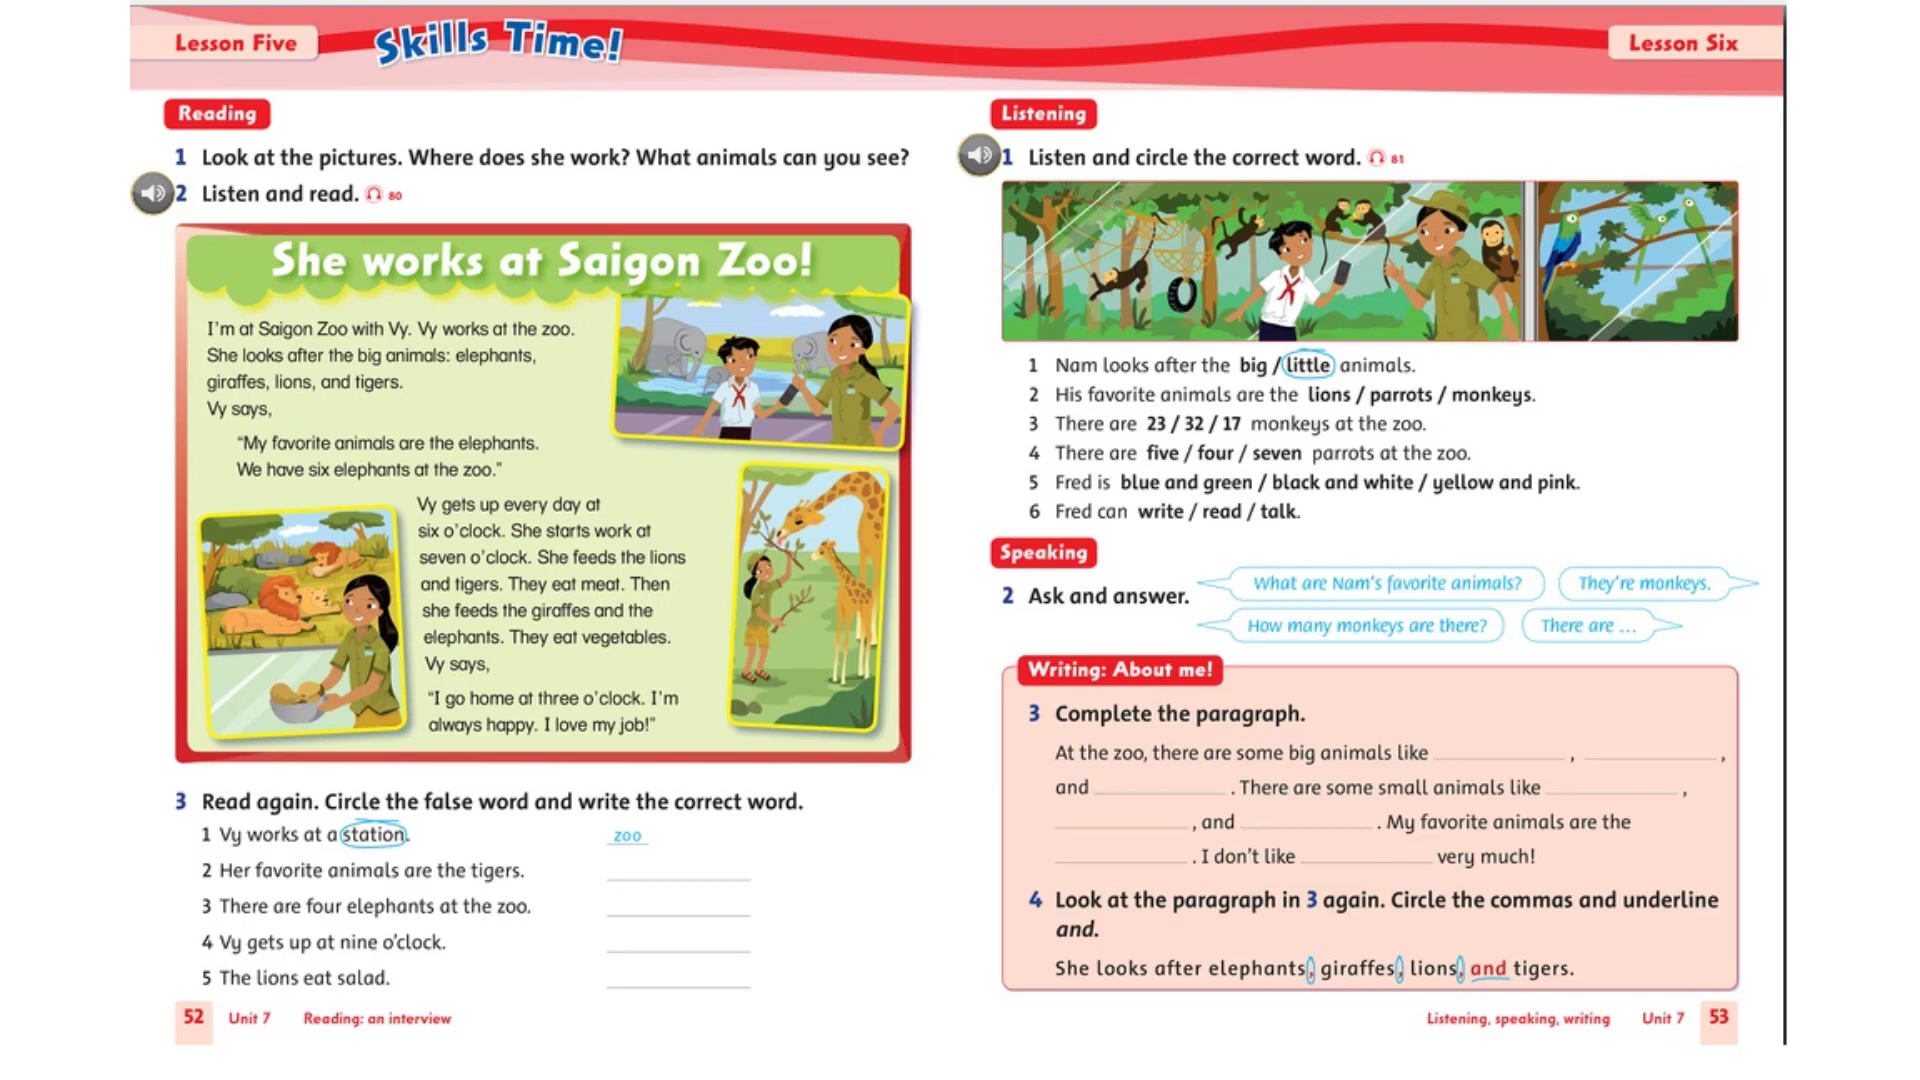 Lesson Five
Skills Time!
Reading
1 Look at the pictures. Where does she work? What animals can you see?
2 Listen and read. 80
She works at Saigon Zoo!
I'm at Saigon Zoo with Vy. Vy works at the zoo.
She looks after the big animals: elephants,
giraffes, lions, and tigers.
Vy says,
"My favorite animals are the elephants.
We have six elephants at the zoo."
Vy gets up every day at
six o'clock. She starts work at
seven o'clock. She feeds the lions
and tigers. They eat meat. Then
she feeds the giraffes and the
elephants. They eat vegetables.
Vy says,
"I go home at three o'clock. I'm
always happy. I love my job!"
3 Read again. Circle the false word and write the correct word.
1 Vy works at a station. zoo
2 Her favorite animals are the tigers.
3 There are four elephants at the zoo.
4 Vy gets up at nine o'clock.
5 The lions eat salad.
52 Unit 7 Reading: an interview
Lesson Six
Listening
1 Listen and circle the correct word. 81
1 Nam looks after the big / little animals.
2 His favorite animals are the lions / parrots / monkeys.
3 There are 23 / 32 / 17 monkeys at the zoo.
4 There are five / four / seven parrots at the zoo.
5 Fred is blue and green / black and white / yellow and pink.
6 Fred can write / read / talk.
Speaking
2 Ask and answer.
What are Nam's favorite animals? They're monkeys.
How many monkeys are there? There are ...
Writing: About me!
3 Complete the paragraph.
At the zoo, there are some big animals like ______ , ______ ,
and ______ . There are some small animals like ______ ,
______ , and ______ . My favorite animals are the
______ . I don't like ______ very much!
4 Look at the paragraph in 3 again. Circle the commas and underline
and.
She looks after elephants, giraffes, lions, and tigers.
Listening, speaking, writing Unit 7 53